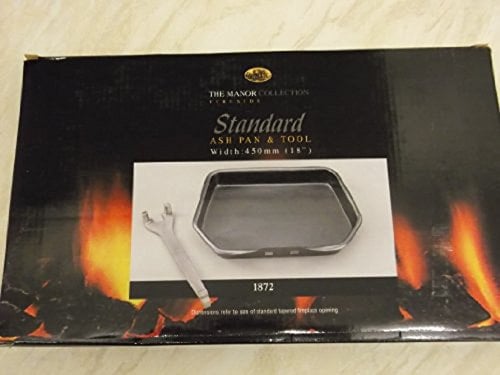 THE MANOR COLLECTION
FIRESIDE
Standard
ASH PAN & TOOL
Width:450mm (18")
1872
Dimensions refer to size of standard tapered fireplace opening